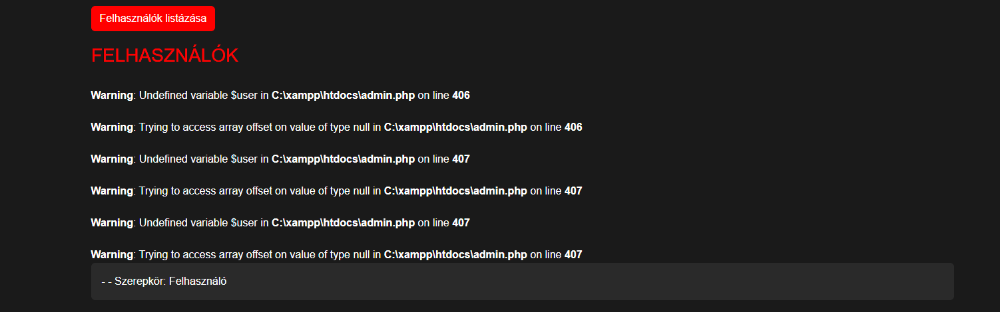 Felhasználók listázása
FELHASZNÁLÓK
Warning: Undefined variable $user in C:\xampp\htdocs\admin.php on line 406
Warning: Trying to access array offset on value of type null in C:\xampp\htdocs\admin.php on line 406
Warning: Undefined variable $user in C:\xampp\htdocs\admin.php on line 407
Warning: Trying to access array offset on value of type null in C:\xampp\htdocs\admin.php on line 407
Warning: Undefined variable $user in C:\xampp\htdocs\admin.php on line 407
Warning: Trying to access array offset on value of type null in C:\xampp\htdocs\admin.php on line 407
- - Szerepkör: Felhasználó